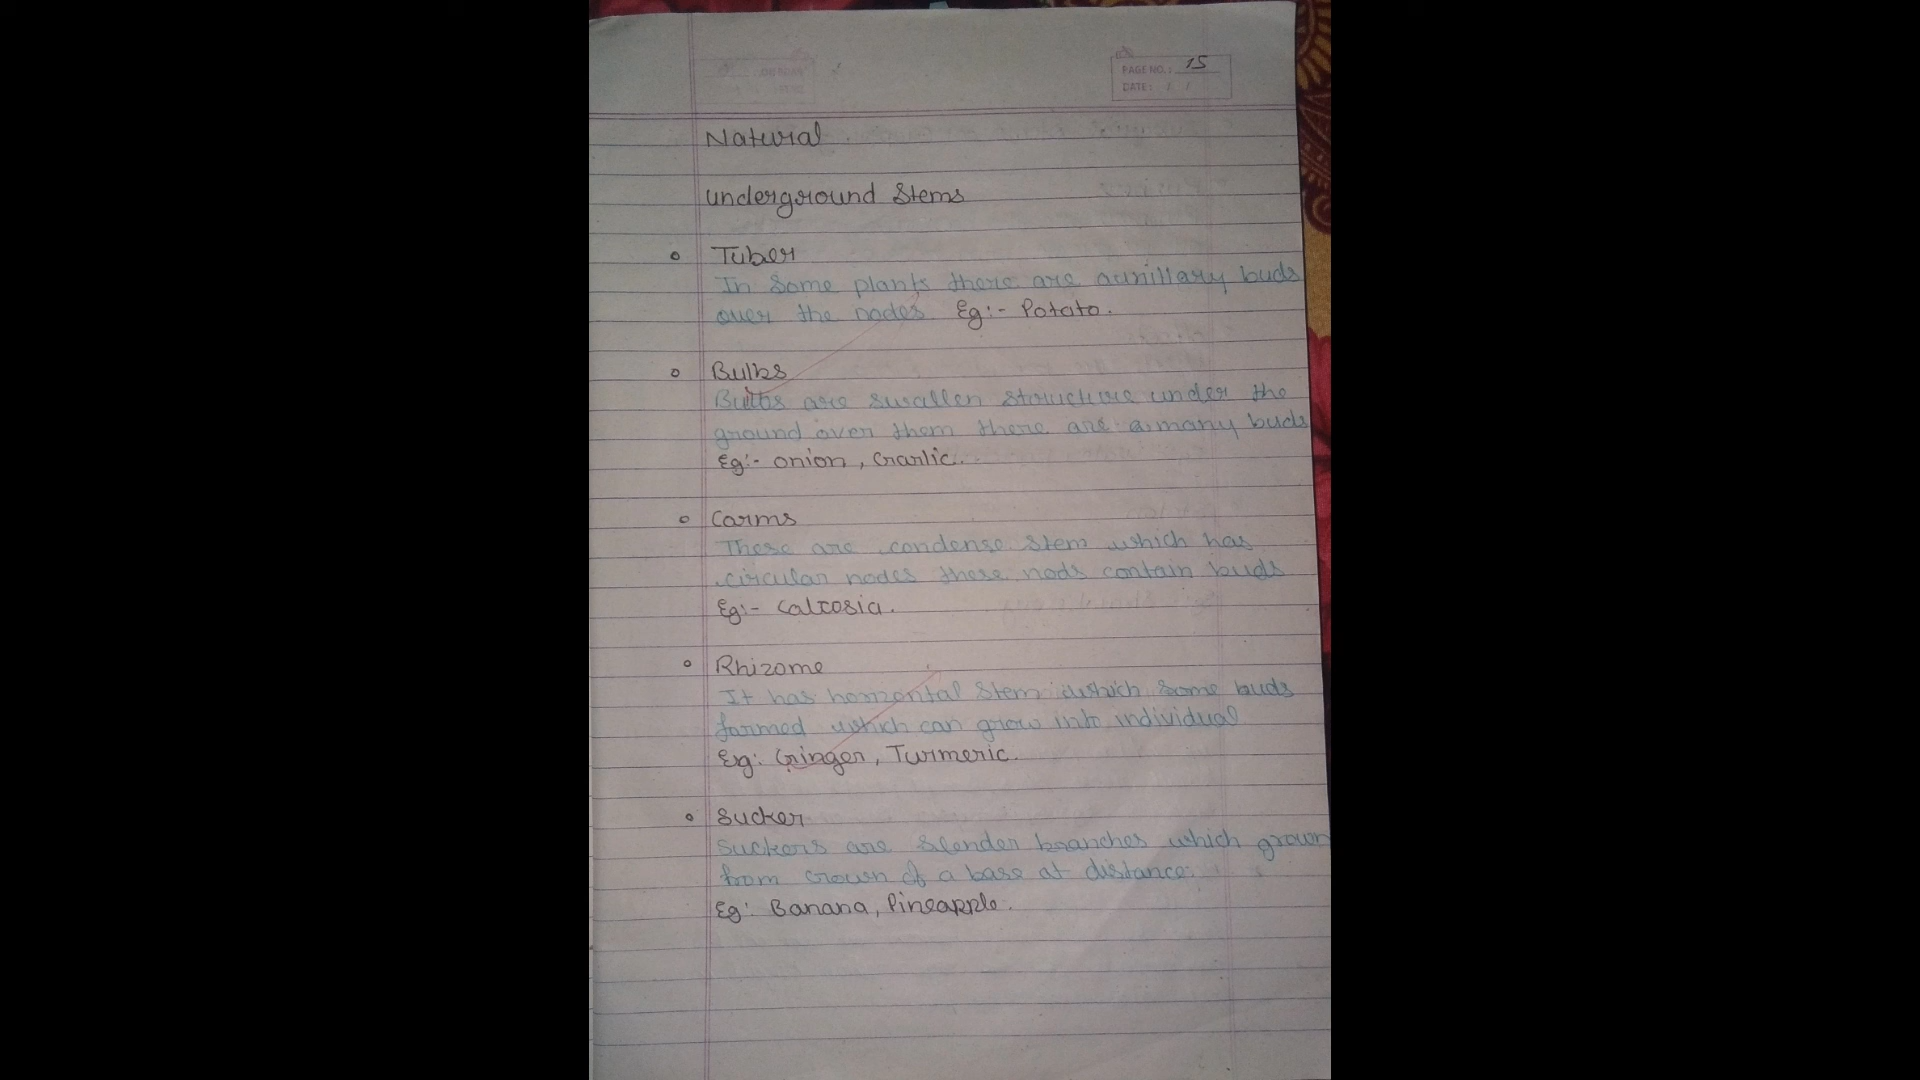 PAGE NO.: 15
DATE: / /
Natural
underground Stems
Tuber
In Some plants there are auxillary buds
over the nodes Eg:- Potato.
Bulbs
Bulbs are swallen structure under the
ground over them there are a many buds
Eg:- onion, Garlic.
Carms
These are condense stem which has
circular nodes these nods contain buds
Eg:- Calcosia.
Rhizome
It has horizontal Stem which some buds
formed which can grow into individual
Eg: Ginger, Turmeric.
Sucker
Suckers are slender branches which grown
from crown of a base at distance.
Eg: Banana, Pineapple.